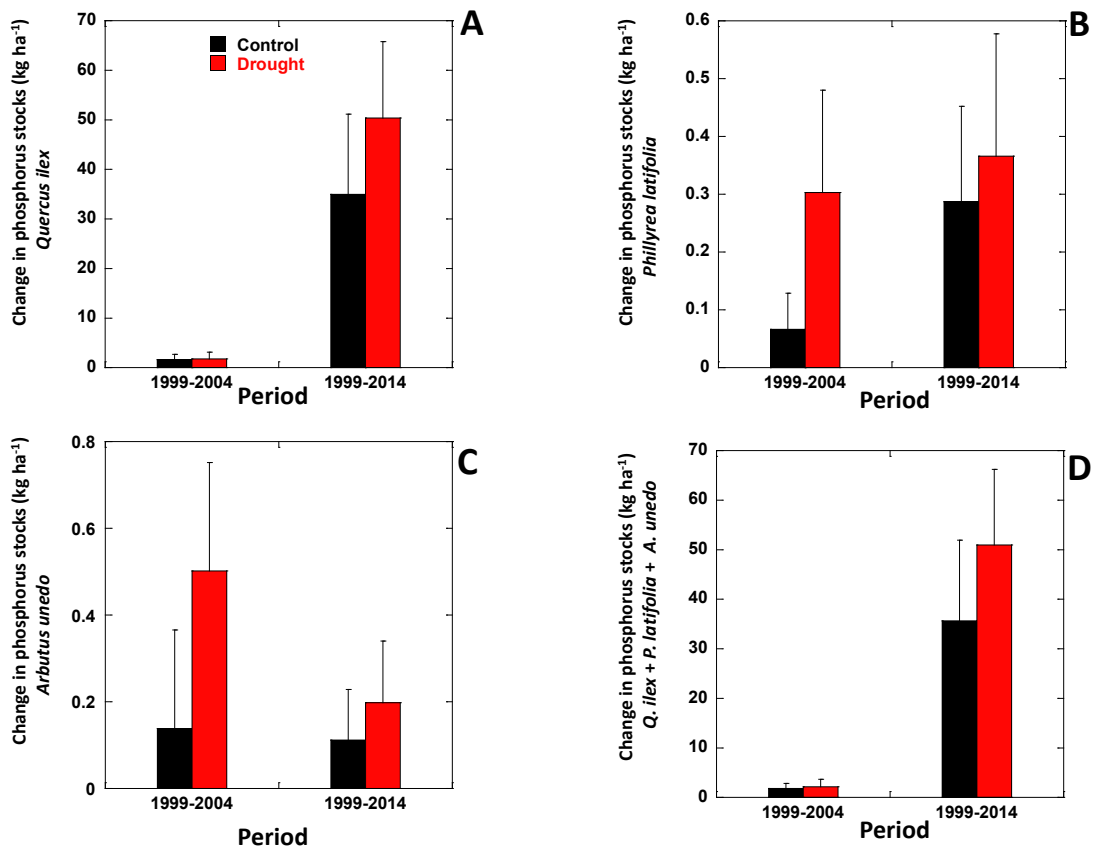 A
Change in phosphorus stocks (kg ha⁻¹)
Quercus ilex
70
60
50
40
30
20
10
0
Control
Drought
1999-2004
1999-2014
Period
B
Change in phosphorus stocks (kg ha⁻¹)
Phillyrea latifolia
0.6
0.5
0.4
0.3
0.2
0.1
0
1999-2004
1999-2014
Period
C
Change in phosphorus stocks (kg ha⁻¹)
Arbutus unedo
0.8
0.6
0.4
0.2
0
1999-2004
1999-2014
Period
D
Change in phosphorus stocks (kg ha⁻¹)
Q. ilex + P. latifolia + A. unedo
70
60
50
40
30
20
10
0
1999-2004
1999-2014
Period